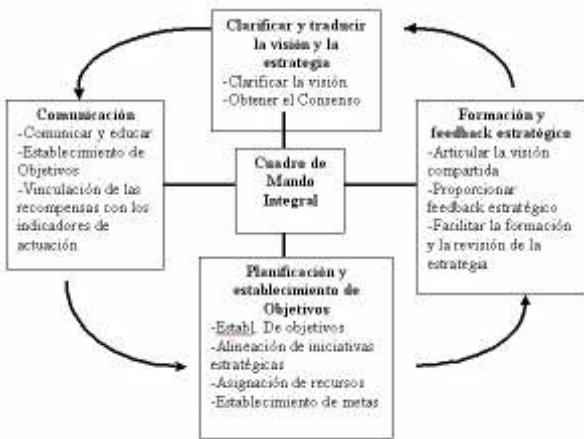 Clarificar y traducir
la visión y la
estrategia
-Clarificar la visión
-Obtener el Consenso
Comunicación
-Comunicar y educar
-Establecimiento de
Objetivos
-Vinculación de las
recompensas con los
indicadores de
actuación
Cuadro de
Mando
Integral
Formación y
feedback estratégico
-Articular la visión
compartida
-Proporcionar
feedback estratégico
-Facilitar la formación
y la revisión de la
estrategia
Planificación y
establecimiento de
Objetivos
-Establ. De objetivos
-Alineación de iniciativas
estratégicas
-Asignación de recursos
-Establecimiento de metas